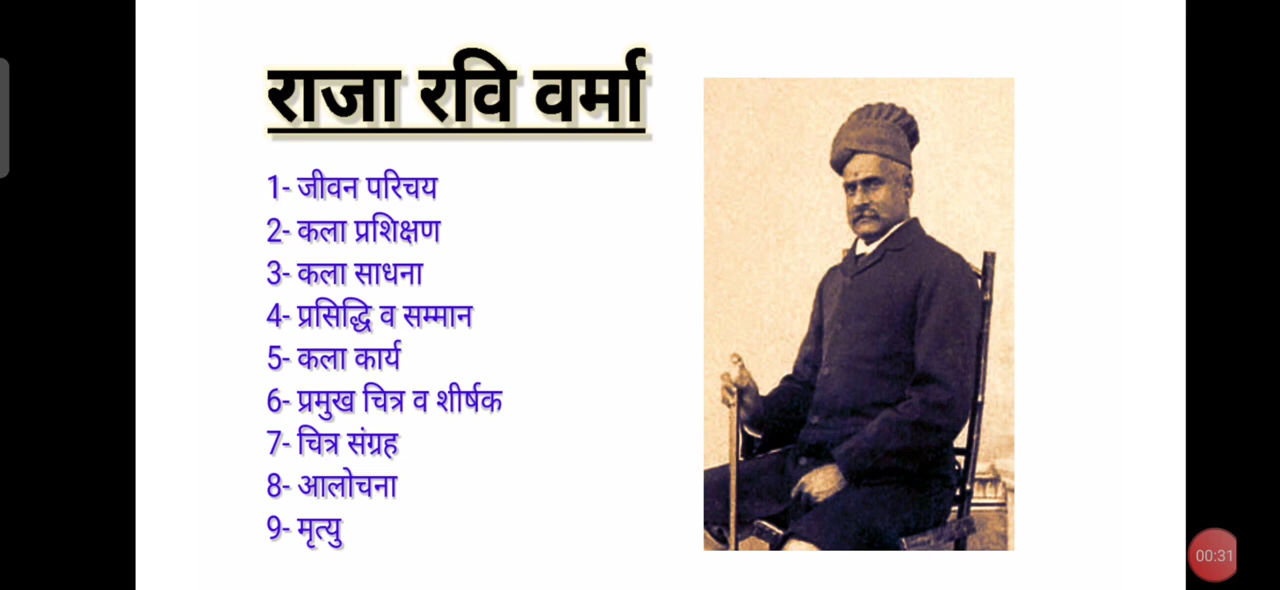 राजा रवि वर्मा
1- जीवन परिचय
2- कला प्रशिक्षण
3- कला साधना
4- प्रसिद्धि व सम्मान
5- कला कार्य
6- प्रमुख चित्र व शीर्षक
7- चित्र संग्रह
8- आलोचना
9- मृत्यु
00:31